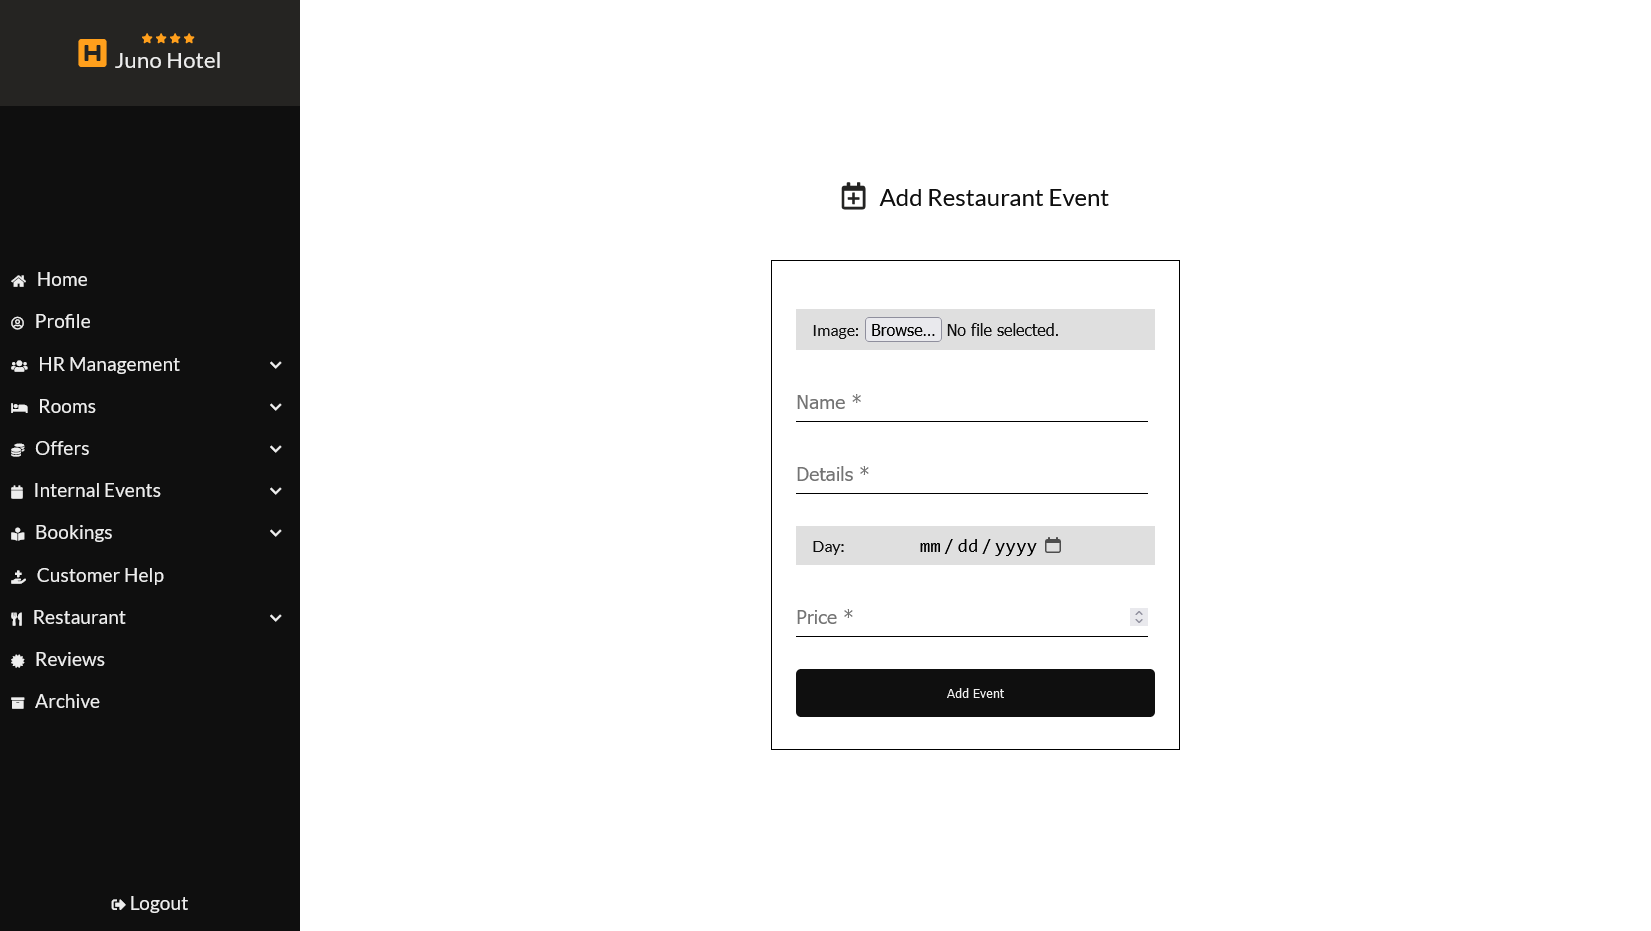 Juno Hotel
Home
Profile
HR Management
Rooms
Offers
Internal Events
Bookings
Customer Help
Restaurant
Reviews
Archive
Logout
Add Restaurant Event
Image: Browse... No file selected.
Name *
Details *
Day: mm/dd/yyyy
Price *
Add Event